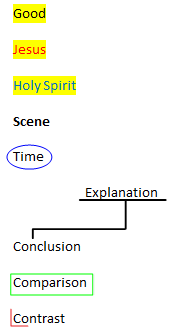 Good
Jesus
Holy Spirit
Scene
Time
Explanation
Conclusion
Comparison
Contrast